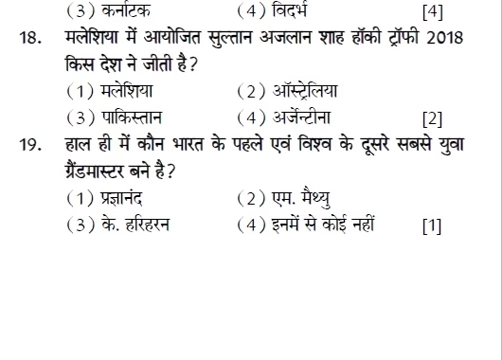 (3) कर्नाटक (4) विदर्भ [4]
18. मलेशिया में आयोजित सुल्तान अजलान शाह हॉकी ट्रॉफी 2018
किस देश ने जीती है?
(1) मलेशिया (2) ऑस्ट्रेलिया
(3) पाकिस्तान (4) अर्जेन्टीना [2]
19. हाल ही में कौन भारत के पहले एवं विश्व के दूसरे सबसे युवा
ग्रैंडमास्टर बने है?
(1) प्रज्ञानंद (2) एम. मैथ्यु
(3) के. हरिहरन (4) इनमें से कोई नहीं [1]